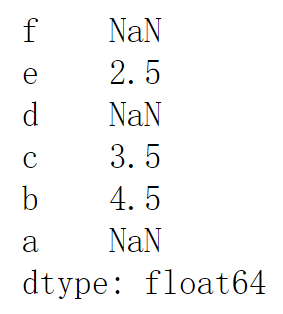 f    NaN
e    2.5
d    NaN
c    3.5
b    4.5
a    NaN
dtype: float64